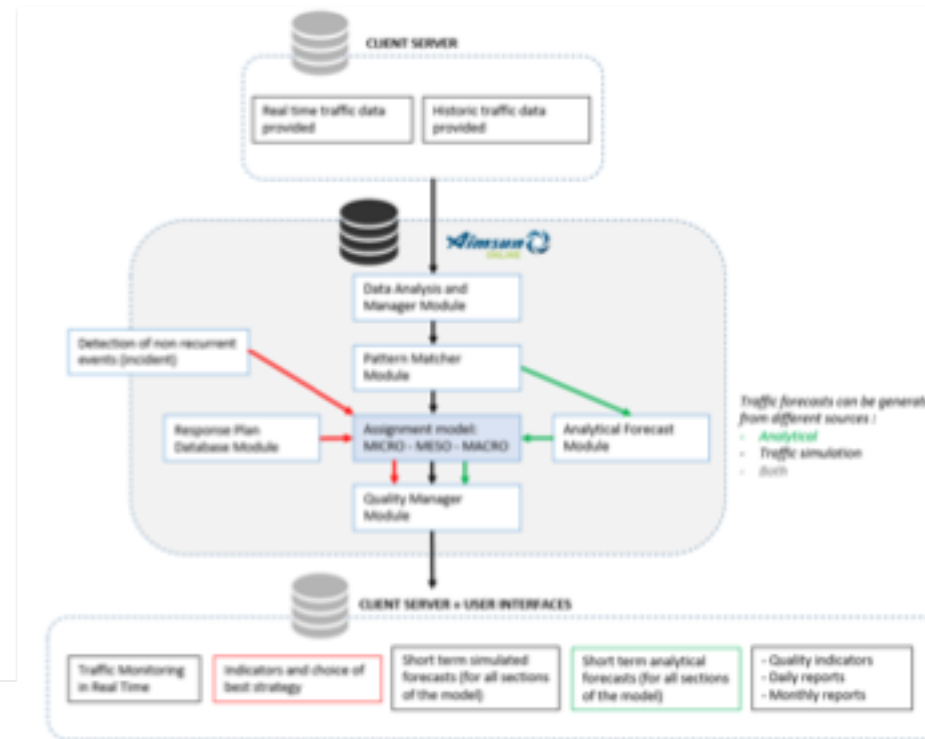 CLIENT SERVER
Real time traffic data
provided
Historic traffic data
provided
Aimsun
ONLINE
Data Analysis and
Manager Module
Detection of non recurrent
events (incident)
Pattern Matcher
Module
Response Plan
Database Module
Assignment model:
MICRO - MESO - MACRO
Analytical Forecast
Module
Traffic forecasts can be generate
from different sources :
- Analytical
- Traffic simulation
- Both
Quality Manager
Module
CLIENT SERVER + USER INTERFACES
Traffic Monitoring
in Real Time
Indicators and choice of
best strategy
Short term simulated
forecasts (for all sections
of the model)
Short term analytical
forecasts (for all sections
of the model)
- Quality indicators
- Daily reports
- Monthly reports